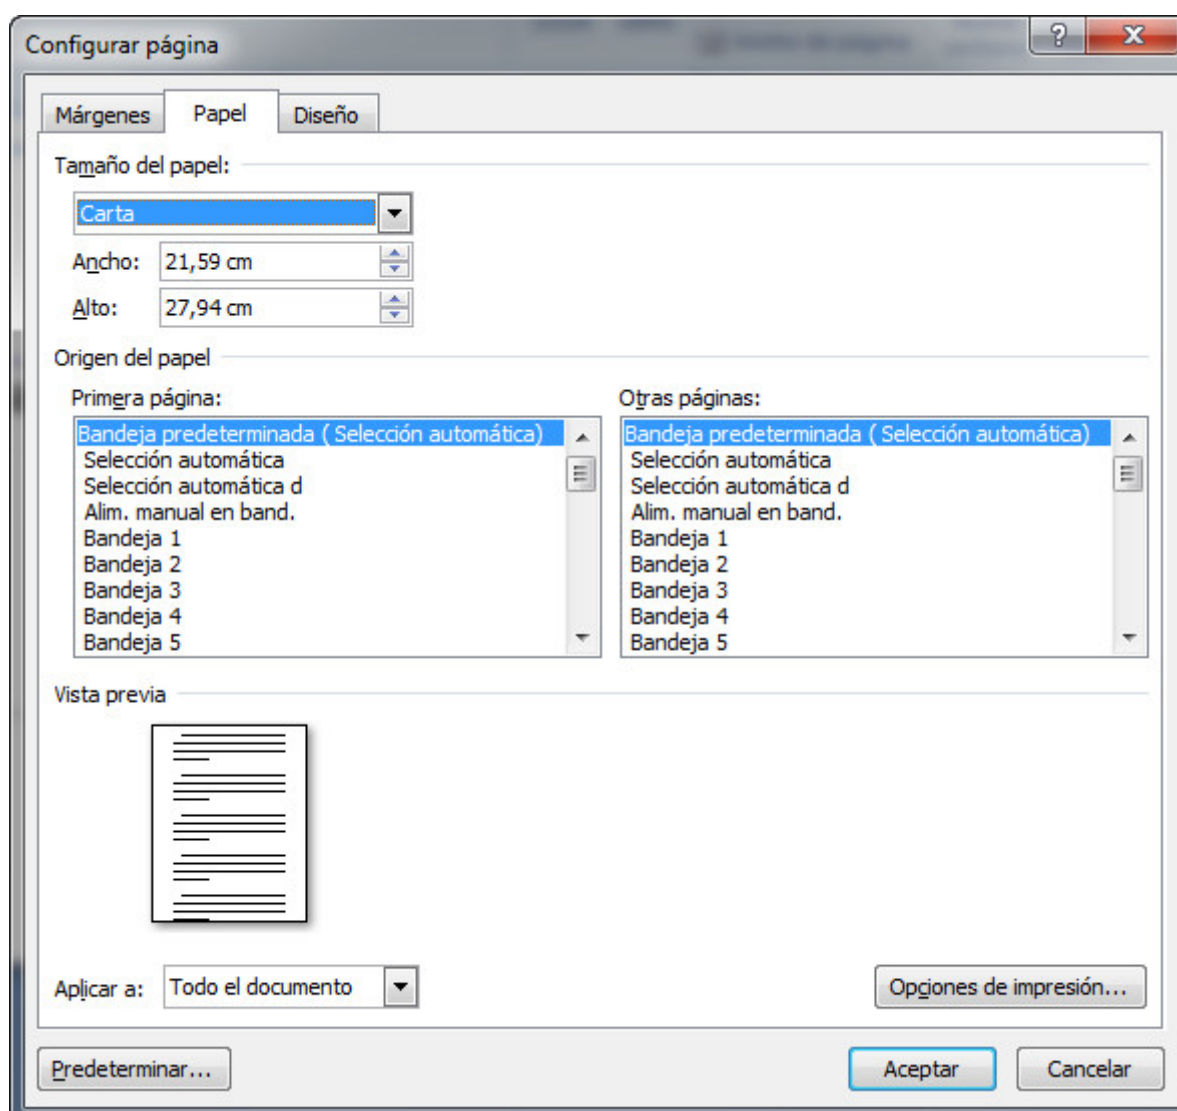 Configurar página
?
X
Márgenes Papel Diseño
Tamaño del papel:
Carta
Ancho: 21,59 cm
Alto: 27,94 cm
Origen del papel
Primera página:
Bandeja predeterminada ( Selección automática)
Selección automática
Selección automática d
Alim. manual en band.
Bandeja 1
Bandeja 2
Bandeja 3
Bandeja 4
Bandeja 5
Otras páginas:
Bandeja predeterminada ( Selección automática)
Selección automática
Selección automática d
Alim. manual en band.
Bandeja 1
Bandeja 2
Bandeja 3
Bandeja 4
Bandeja 5
Vista previa
Aplicar a: Todo el documento
Opciones de impresión...
Predeterminar...
Aceptar
Cancelar